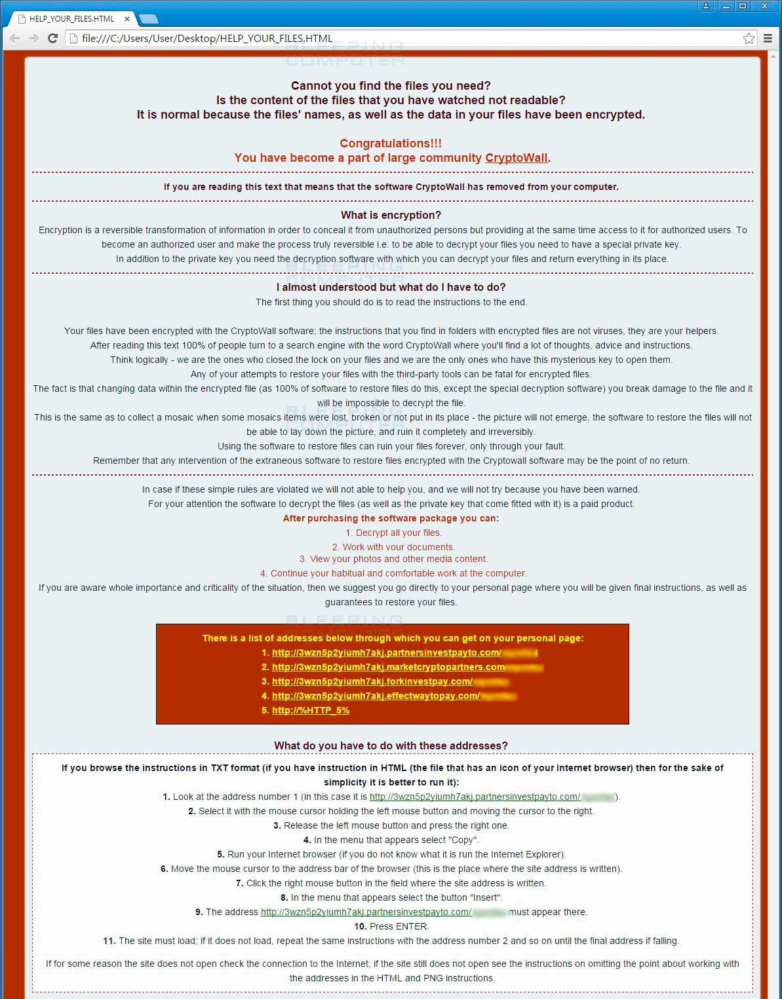 HELP_YOUR_FILES.HTML
file:///C:/Users/User/Desktop/HELP_YOUR_FILES.HTML
BLEEPING
COMPUTER
Cannot you find the files you need?
Is the content of the files that you have watched not readable?
It is normal because the files' names, as well as the data in your files have been encrypted.
Congratulations!!!
You have become a part of large community CryptoWall.
If you are reading this text that means that the software CryptoWall has removed from your computer.
What is encryption?
Encryption is a reversible transformation of information in order to conceal it from unauthorized persons but providing at the same time access to it for authorized users. To
become an authorized user and make the process truly reversible i.e. to be able to decrypt your files you need to have a special private key.
In addition to the private key you need the decryption software with which you can decrypt your files and return everything in its place.
BLEEPING
COMPUTER
I almost understood but what do I have to do?
The first thing you should do is to read the instructions to the end.
Your files have been encrypted with the CryptoWall software; the instructions that you find in folders with encrypted files are not viruses, they are your helpers.
After reading this text 100% of people turn to a search engine with the word CryptoWall where you'll find a lot of thoughts, advice and instructions.
Think logically - we are the ones who closed the lock on your files and we are the only ones who have this mysterious key to open them.
Any of your attempts to restore your files with the third-party tools can be fatal for encrypted files.
The fact is that changing data within the encrypted file (as 100% of software to restore files do this, except the special decryption software) you break damage to the file and it
will be impossible to decrypt the file.
This is the same as to collect a mosaic when some mosaics items were lost, broken or not put in its place - the picture will not emerge, the software to restore the files will not
BLEEPING
COMPUTER
be able to lay down the picture, and ruin it completely and irreversibly.
Using the software to restore files can ruin your files forever, only through your fault.
Remember that any intervention of the extraneous software to restore files encrypted with the Cryptowall software may be the point of no return.
In case if these simple rules are violated we will not able to help you, and we will not try because you have been warned.
For your attention the software to decrypt the files (as well as the private key that come fitted with it) is a paid product.
After purchasing the software package you can:
1. Decrypt all your files.
2. Work with your documents.
3. View your photos and other media content.
4. Continue your habitual and comfortable work at the computer.
If you are aware whole importance and criticality of the situation, then we suggest you go directly to your personal page where you will be given final instructions, as well as
guarantees to restore your files.
BLEEPING
There is a list of addresses below through which you can get on your personal page:
1. http://3wzn5p2yiumh7akj.partnersinvestpayto.com/
2. http://3wzn5p2yiumh7akj.marketcryptopartners.com
3. http://3wzn5p2yiumh7akj.forkinvestpay.com/
4. http://3wzn5p2yiumh7akj.effectwaytopay.com/
5. http://%HTTP_5%
What do you have to do with these addresses?
If you browse the instructions in TXT format (if you have instruction in HTML (the file that has an icon of your Internet browser) then for the sake of
simplicity it is better to run it):
1. Look at the address number 1 (in this case it is http://3wzn5p2yiumh7akj.partnersinvestpayto.com/ ).
2. Select it with the mouse cursor holding the left mouse button and moving the cursor to the right.
3. Release the left mouse button and press the right one.
4. In the menu that appears select "Copy".
5. Run your Internet browser (if you do not know what it is run the Internet Explorer).
6. Move the mouse cursor to the address bar of the browser (this is the place where the site address is written).
7. Click the right mouse button in the field where the site address is written.
8. In the menu that appears select the button "Insert".
9. The address http://3wzn5p2yiumh7akj.partnersinvestpayto.com/ must appear there.
10. Press ENTER.
11. The site must load; if it does not load, repeat the same instructions with the address number 2 and so on until the final address if falling.
If for some reason the site does not open check the connection to the Internet; if the site still does not open see the instructions on omitting the point about working with
the addresses in the HTML and PNG instructions.